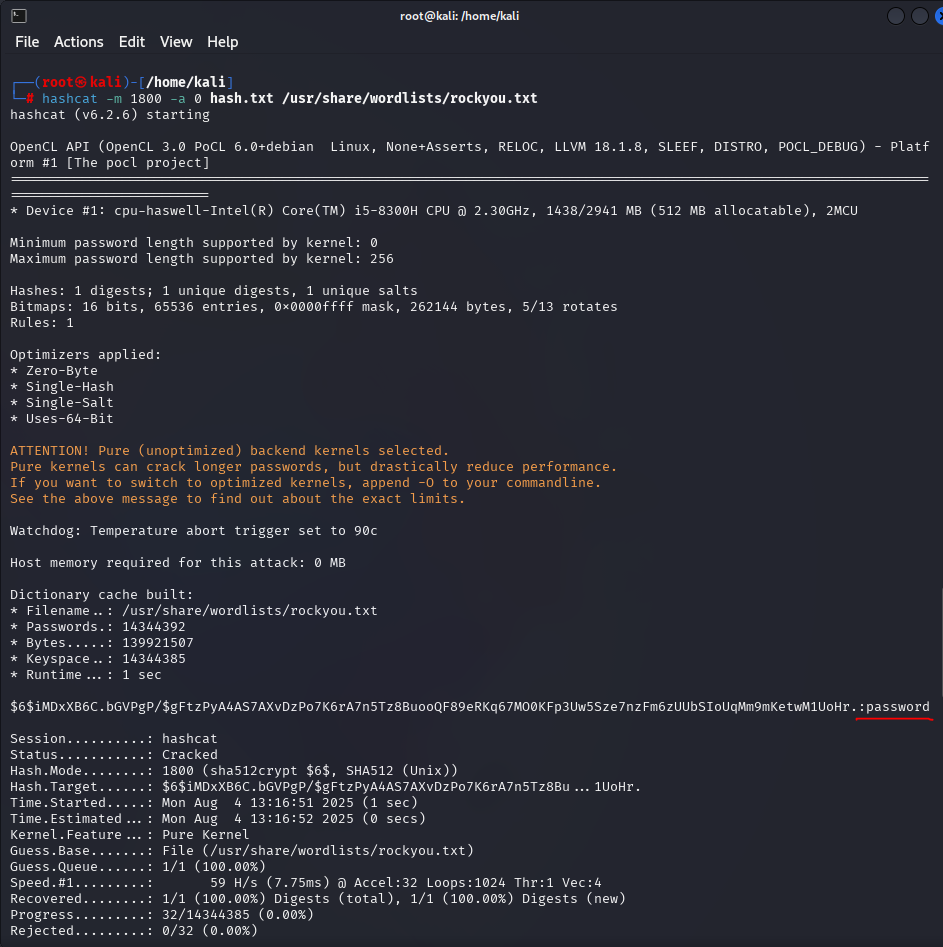 root@kali: /home/kali
File Actions Edit View Help
┌──(root㉿kali)-[/home/kali]
└─# hashcat -m 1800 -a 0 hash.txt /usr/share/wordlists/rockyou.txt
hashcat (v6.2.6) starting
OpenCL API (OpenCL 3.0 PoCL 6.0+debian  Linux, None+Asserts, RELOC, LLVM 18.1.8, SLEEF, DISTRO, POCL_DEBUG) - Platf
orm #1 [The pocl project]
====================================================================================================================
=========================
* Device #1: cpu-haswell-Intel(R) Core(TM) i5-8300H CPU @ 2.30GHz, 1438/2941 MB (512 MB allocatable), 2MCU
Minimum password length supported by kernel: 0
Maximum password length supported by kernel: 256
Hashes: 1 digests; 1 unique digests, 1 unique salts
Bitmaps: 16 bits, 65536 entries, 0x0000ffff mask, 262144 bytes, 5/13 rotates
Rules: 1
Optimizers applied:
* Zero-Byte
* Single-Hash
* Single-Salt
* Uses-64-Bit
ATTENTION! Pure (unoptimized) backend kernels selected.
Pure kernels can crack longer passwords, but drastically reduce performance.
If you want to switch to optimized kernels, append -O to your commandline.
See the above message to find out about the exact limits.
Watchdog: Temperature abort trigger set to 90c
Host memory required for this attack: 0 MB
Dictionary cache built:
* Filename..: /usr/share/wordlists/rockyou.txt
* Passwords.: 14344392
* Bytes.....: 139921507
* Keyspace..: 14344385
* Runtime...: 1 sec
$6$iMDxXB6C.bGVPgP/$gFtzPyA4AS7AXvDzPo7K6rA7n5Tz8BuooQF89eRKq67MO0KFp3Uw5Sze7nzFm6zUUbSIoUqMm9mKetwM1UoHr.:password
Session..........: hashcat
Status...........: Cracked
Hash.Mode........: 1800 (sha512crypt $6$, SHA512 (Unix))
Hash.Target......: $6$iMDxXB6C.bGVPgP/$gFtzPyA4AS7AXvDzPo7K6rA7n5Tz8Bu...1UoHr.
Time.Started.....: Mon Aug  4 13:16:51 2025 (1 sec)
Time.Estimated...: Mon Aug  4 13:16:52 2025 (0 secs)
Kernel.Feature...: Pure Kernel
Guess.Base.......: File (/usr/share/wordlists/rockyou.txt)
Guess.Queue......: 1/1 (100.00%)
Speed.#1.........:       59 H/s (7.75ms) @ Accel:32 Loops:1024 Thr:1 Vec:4
Recovered........: 1/1 (100.00%) Digests (total), 1/1 (100.00%) Digests (new)
Progress.........: 32/14344385 (0.00%)
Rejected.........: 0/32 (0.00%)